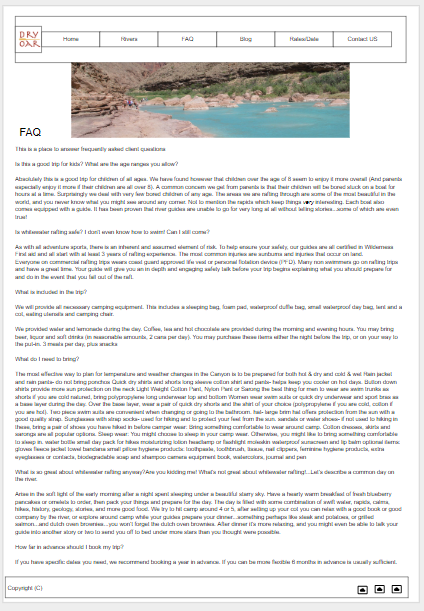 DRY
OAR
Home
Rivers
FAQ
Blog
Rates/Date
Contact US
FAQ
This is a place to answer frequently asked client questions
Is this a good trip for kids? What are the age ranges you allow?
Absolutely this is a good trip for children of all ages. We have found however that children over the age of 8 seem to enjoy it more overall (And parents
especially enjoy it more if their children are all over 8). A common concern we get from parents is that their children will be bored stuck on a boat for
hours at a time. Surprisingly we deal with very few bored of any age. The areas we are rafting through are some of the most beautiful in the
world, and you never know what you might see around any corner. Not to mention the rapids which keep things very interesting. Each boat also
comes equipped with a guide. It has been proven that river guides are unable to go for very long at all without telling stories...some of which are even
true!
Is whitewater rafting safe? I don't even know how to swim! Can I still come?
As with all adventure sports, there is an inherent and assumed element of risk. To help ensure your safety, our guides are all certified in Wilderness
First aid and all start with at least 3 years of rafting experience. The most common injuries are sunburns and injuries that occur on land.
Everyone on commercial rafting trips wears coast guard approved life vest or personal flotation device (PFD). Many non swimmers go on rafting trips
and have a great time. Your guide will give you an in depth and engaging safety talk before your trip begins explaining what you should prepare for
and do in the event that you fall out of the raft.
What is included in the trip?
We will provide all necessary camping equipment. This includes a sleeping bag, foam pad, waterproof duffle bag, small waterproof day bag, tent and a
cot, eating utensils and camping chair.
We provided water and lemonade during the day. Coffee, tea and hot chocolate are provided during the morning and evening hours. You may bring
beer, liquor and soft drinks (in reasonable amounts, 2 cans per day). You may purchase these items either the night before the trip, or on your way to
the put-in. 3 meals per day, plus snacks
What do I need to bring?
The most effective way to plan for temperature and weather changes in the Canyon is to be prepared for both hot & dry and cold & wet Rain jacket
and rain pants- do not bring ponchos Quick dry shirts and shorts long sleeve cotton shirt and pants- helps keep you cooler on hot days. Button down
shirts provide more sun protection on the neck Light Weight Cotton Pant, Nylon Pant or Sarong the best thing for men to wear are swim trunks as
shorts if you are cold natured, bring polypropylene long underwear top and bottom Women wear swim suits or quick dry underwear and sport bras as
a base layer during the day. Over the base layer, wear a pair of quick dry shorts and the shirt of your choice (polypropylene if you are cold, cotton if
you are hot). Two piece swim suits are convenient when changing or going to the bathroom. hat- large brim hat offers protection from the sun with a
good quality strap. Sunglasses with strap socks- used for hiking and to protect your feet from the sun. sandals or water shoes- if not used to hiking in
these, bring a pair of shoes you have hiked in before camper wear: Bring something comfortable to wear around camp. Cotton dresses, skirts and
sarongs are all popular options. Sleep wear: You might choose to sleep in your camp wear. Otherwise, you might like to bring something comfortable
to sleep in. water bottle small day pack for hikes moisturizing lotion headlamp or flashlight moleskin waterproof sunscreen and lip balm optional items
gloves fleece jacket towel bandana small pillow hygiene products: toothpaste, toothbrush, tissue, nail clippers, feminine hygiene products, extra
eyeglasses or contacts, biodegradable soap and shampoo camera equipment book, watercolors, journal and pen
What is so great about whitewater rafting anyway?Are you kidding me! What's not great about whitewater rafting!...Let's describe a common day on
the river.
Arise in the soft light of the early morning after a night spent sleeping under a beautiful starry sky. Have a hearty warm breakfast of fresh blueberry
pancakes or omelets to order, then pack your things and prepare for the day. The day is filled with some combination of swift water, rapids, calms,
hikes, history, geology, stories, and more good food. We try to hit camp around 4 or 5, after setting up your cot you can relax with a good book or good
company by the river, or explore around camp while your guides prepare your dinner...something perhaps like steak and potatoes, or grilled
salmon...and dutch oven brownies...you won't forget the dutch oven brownies. After dinner it's more relaxing, and you might even be able to talk your
guide into another story or two to send you off to bed under more stars than you thought were possible.
How far in advance should I book my trip?
If you have specific dates you need, we recommend booking a year in advance. If you can be more flexible 6 months in advance is usually sufficient.
Copyright (C)